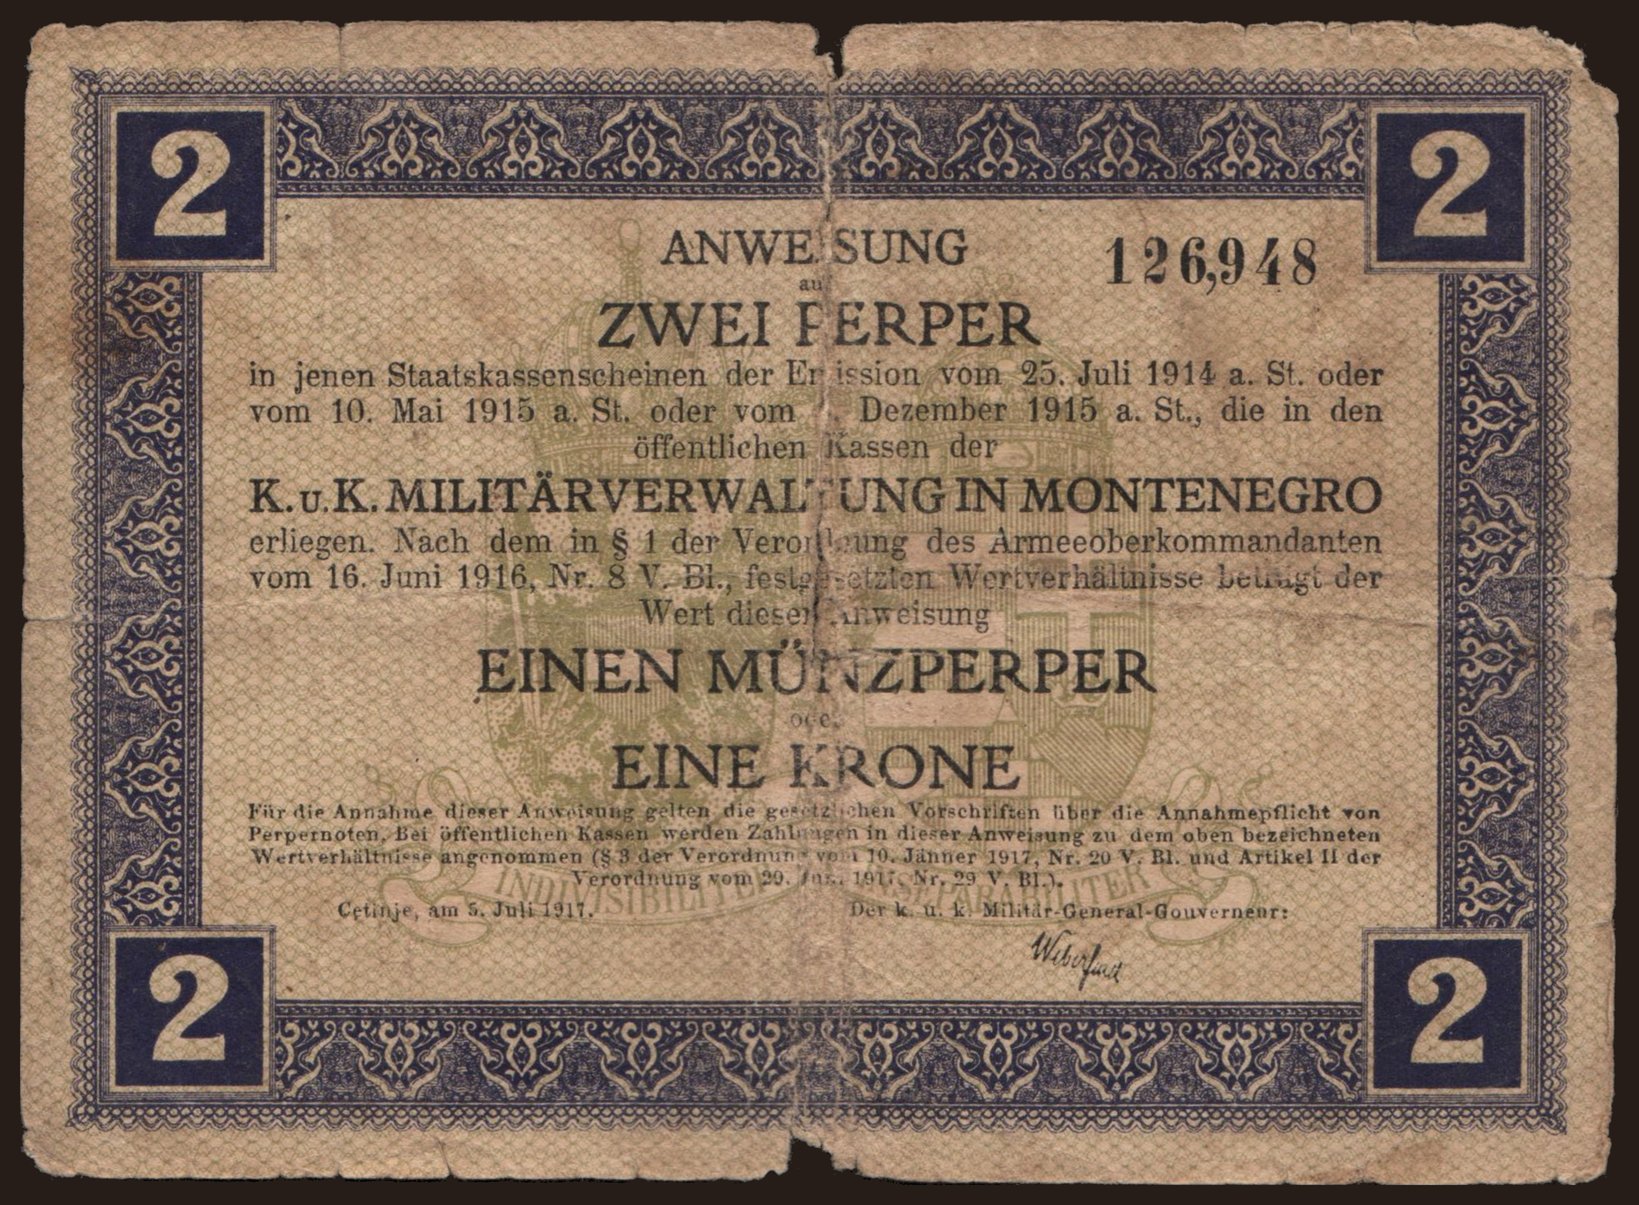 2 2
ANWEISUNG 126,948
auf
ZWEI PERPER
in jenen Staatskassenscheinen der Emission vom 25. Juli 1914 a. St. oder
vom 10. Mai 1915 a. St. oder vom Dezember 1915 a. St., die in den
öffentlichen Kassen der
K. u. K. MILITÄRVERWALTUNG IN MONTENEGRO
erliegen. Nach dem in § 1 der Verordnung des Armeeoberkommandanten
vom 16. Juni 1916, Nr. 8 V. Bl., festgesetzten Wertverhältnisse beträgt der
Wert dieser Anweisung
EINEN MÜNZPERPER
oder
EINE KRONE
Für die Annahme dieser Anweisung gelten die gesetzlichen Vorschriften über die Annahmepflicht von
Perpernoten. Bei öffentlichen Kassen werden Zahlungen in dieser Anweisung zu dem oben bezeichneten
Wertverhältnisse angenommen (§ 3 der Verordnung vom 10. Jänner 1917, Nr. 20 V. Bl. und Artikel II der
Verordnung vom 29. 1917, Nr. 29 V. Bl.).
INDIVISIBILITER
SEPARABILITER
Cetinje, am 5. Juli 1917. Der k. u. k. Militär-General-Gouverneur:
2 2